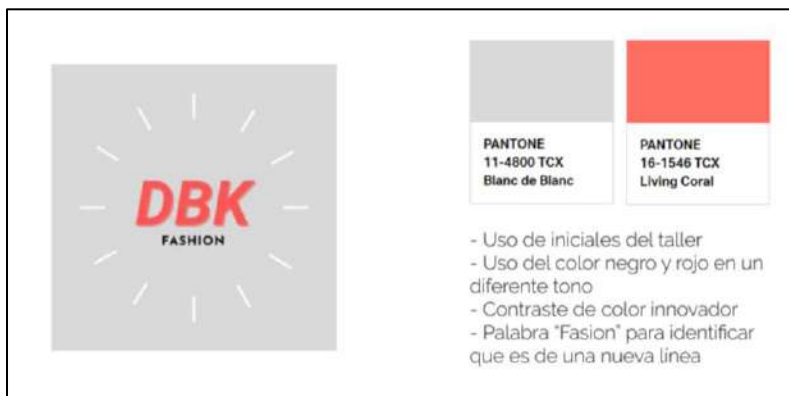 DBK
FASHION
PANTONE
11-4800 TCX
Blanc de Blanc
PANTONE
16-1546 TCX
Living Coral
- Uso de iniciales del taller
- Uso del color negro y rojo en un
diferente tono
- Contraste de color innovador
- Palabra "Fasion" para identificar
que es de una nueva línea